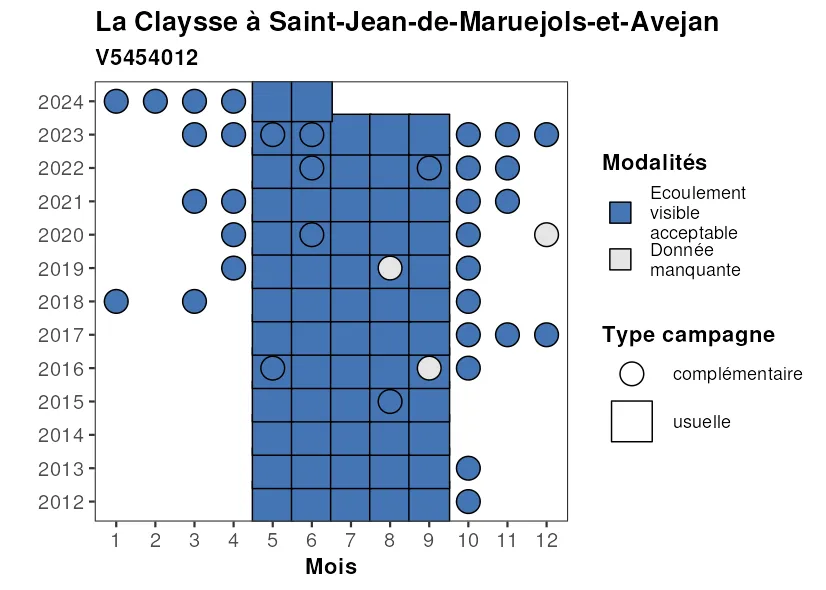 La Claysse à Saint-Jean-de-Maruejols-et-Avejan
V5454012
2024
2023
2022
2021
2020
2019
2018
2017
2016
2015
2014
2013
2012
1 2 3 4 5 6 7 8 9 10 11 12
Mois
Modalités
Ecoulement
visible
acceptable
Donnée
manquante
Type campagne
complémentaire
usuelle